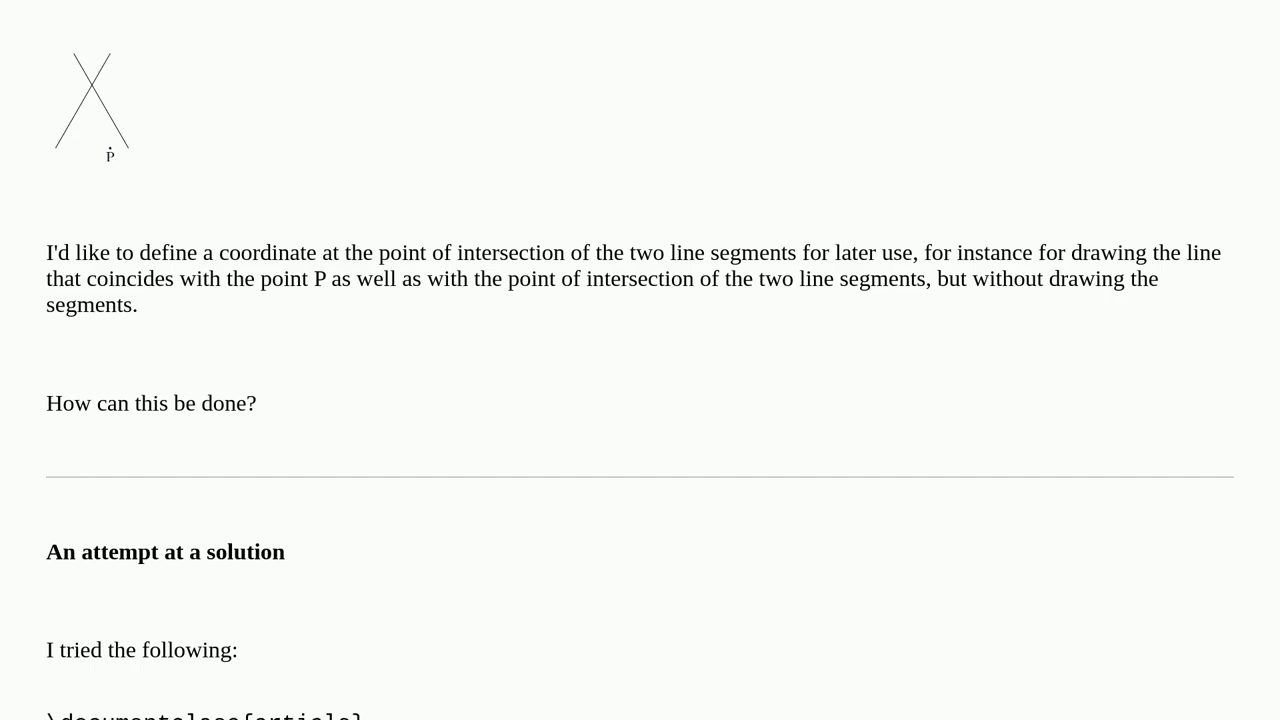 P
I'd like to define a coordinate at the point of intersection of the two line segments for later use, for instance for drawing the line
that coincides with the point P as well as with the point of intersection of the two line segments, but without drawing the
segments.
How can this be done?
An attempt at a solution
I tried the following:
\documentclass{article}